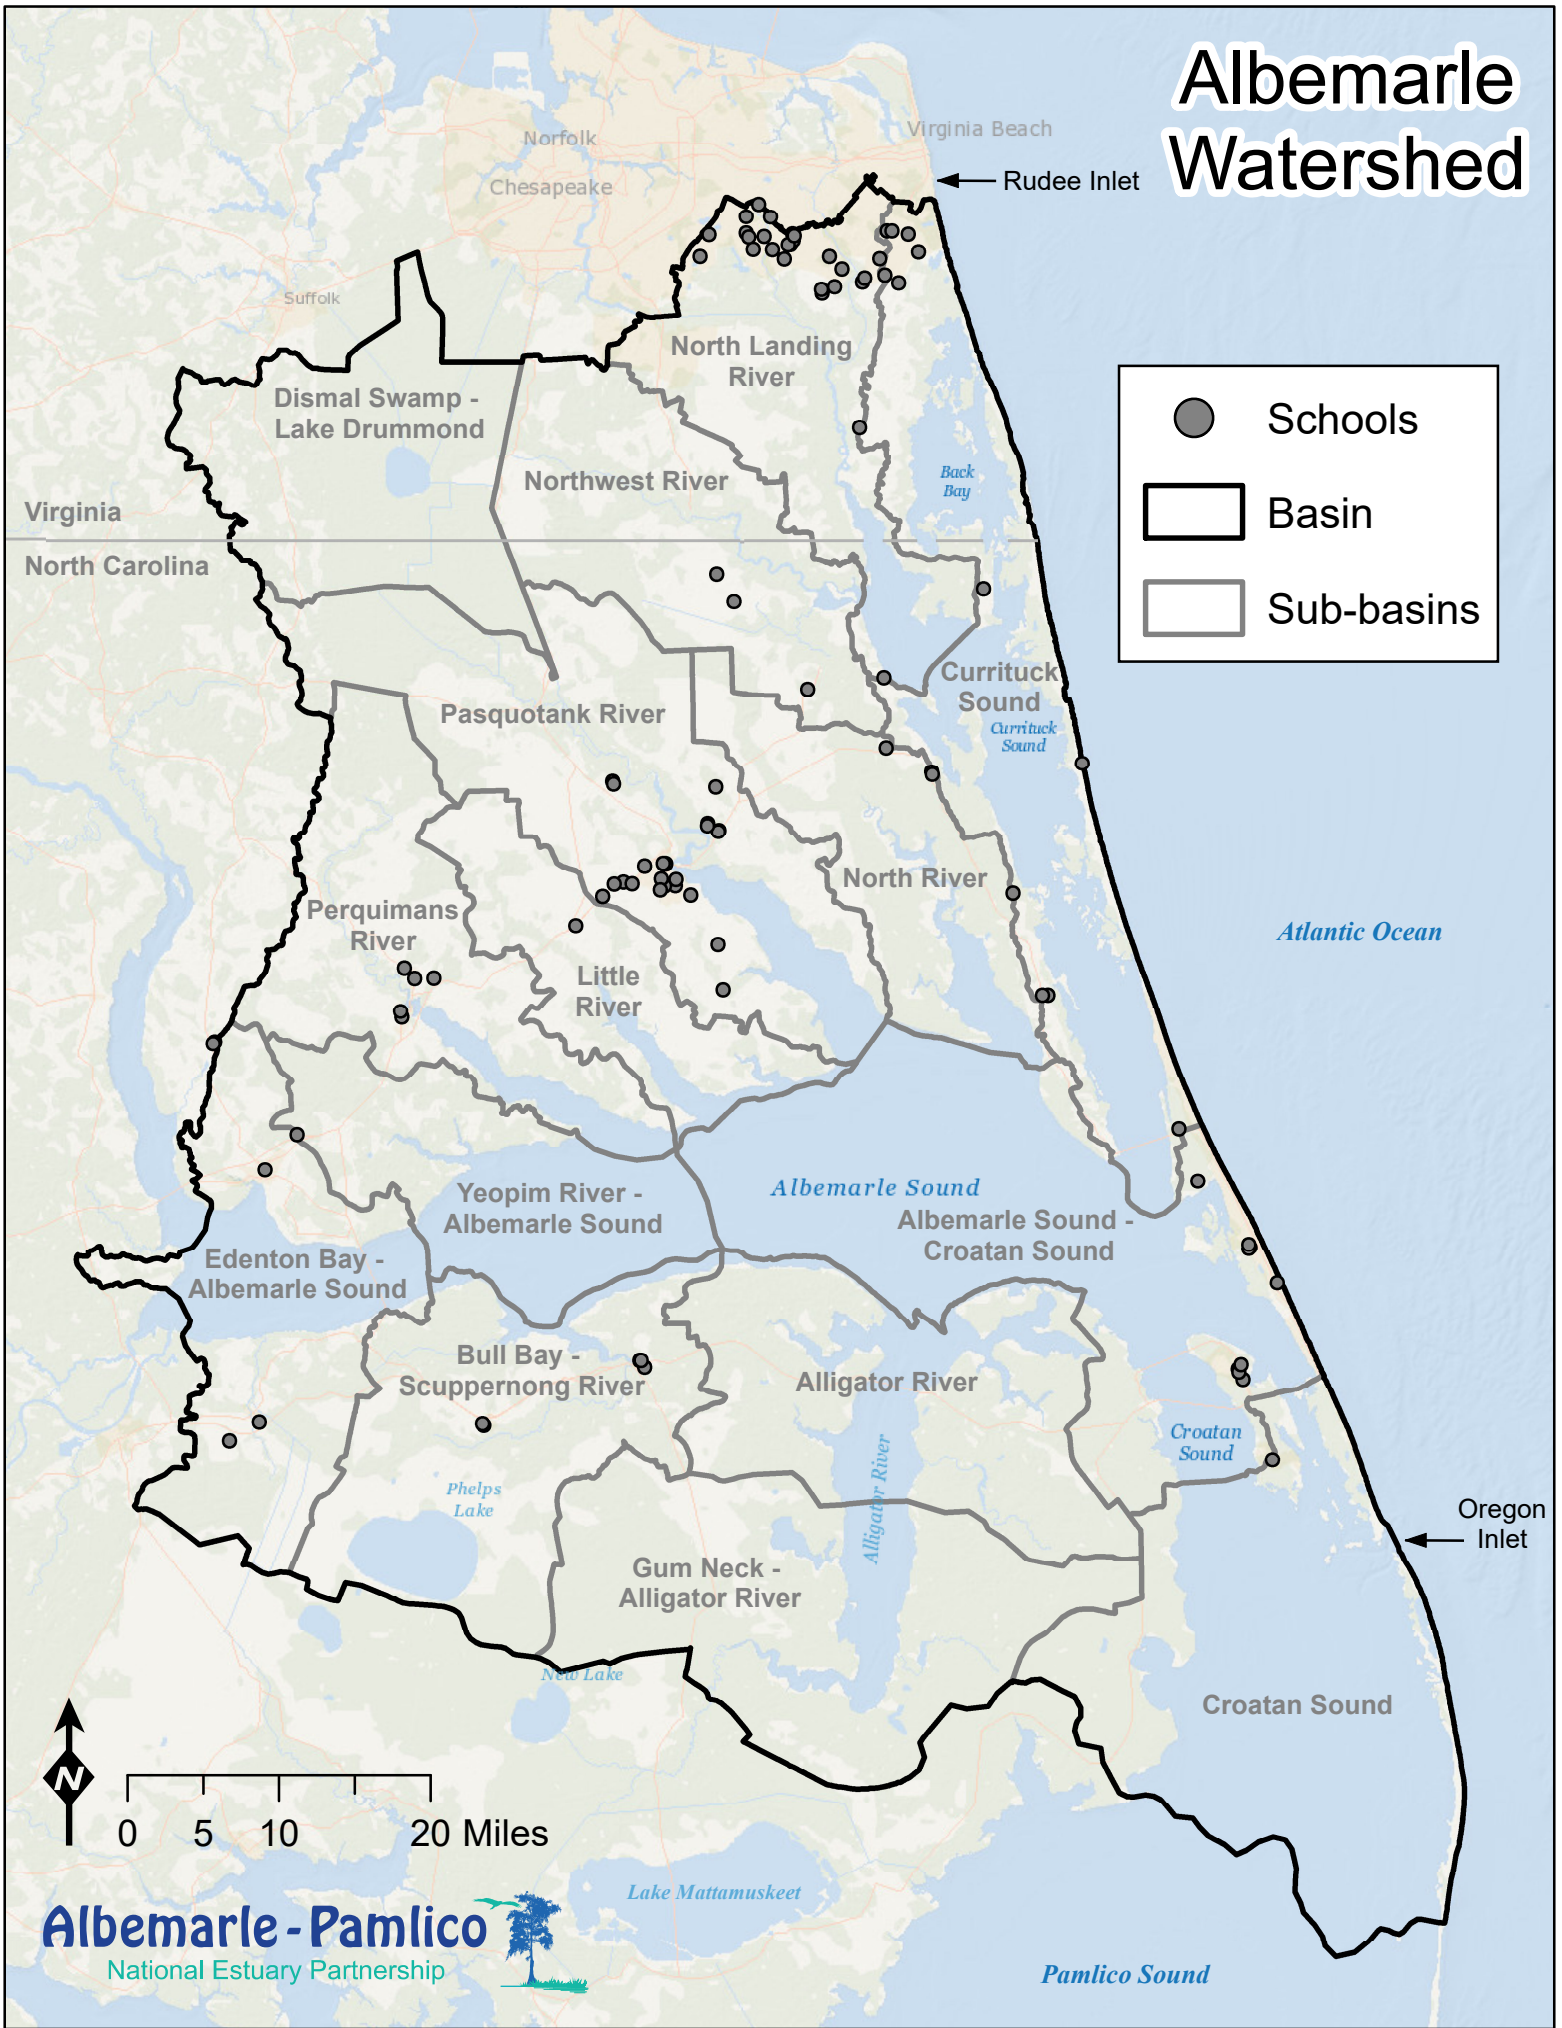 Albemarle
Watershed
Norfolk
Virginia Beach
Chesapeake
Rudee Inlet
Suffolk
North Landing
River
Dismal Swamp -
Lake Drummond
Schools
Northwest River
Back
Bay
Basin
Virginia
North Carolina
Sub-basins
Currituck
Sound
Pasquotank River
Currituck
Sound
North River
Perquimans
River
Atlantic Ocean
Little
River
Albemarle Sound
Yeopim River -
Albemarle Sound
Albemarle Sound -
Croatan Sound
Edenton Bay -
Albemarle Sound
Bull Bay -
Scuppernong River
Alligator River
Croatan
Sound
Alligator River
Phelps
Lake
Oregon
Inlet
Gum Neck -
Alligator River
New Lake
Croatan Sound
N
0 5 10 20 Miles
Lake Mattamuskeet
Albemarle-Pamlico
National Estuary Partnership
Pamlico Sound